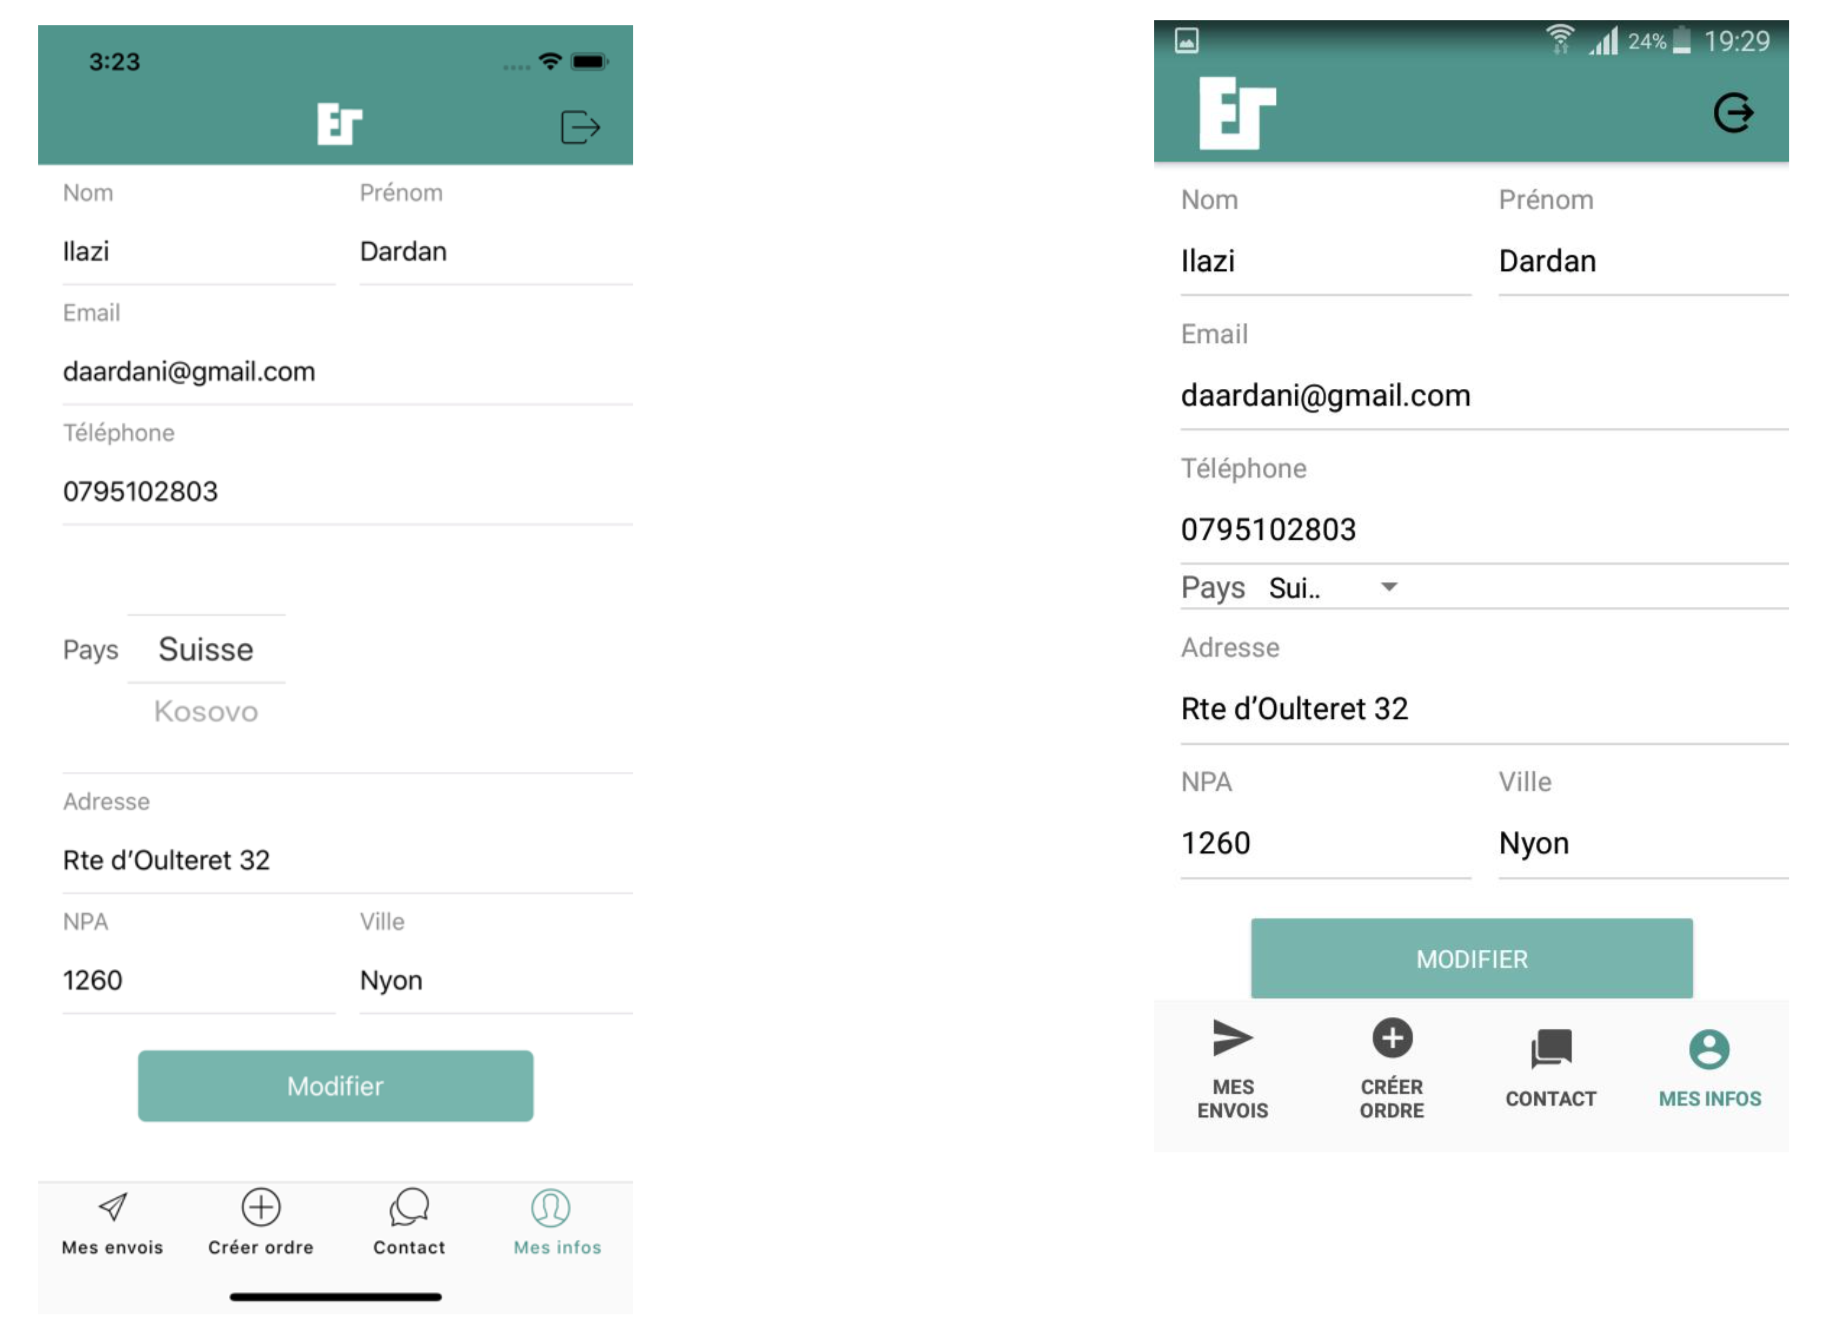 3:23
Er
Nom Prénom
Ilazi Dardan
Email
daardani@gmail.com
Téléphone
0795102803
Pays Suisse
Kosovo
Adresse
Rte d’Oulteret 32
NPA Ville
1260 Nyon
Modifier
Mes envois Créer ordre Contact Mes infos
24% 19:29
Er
Nom Prénom
Ilazi Dardan
Email
daardani@gmail.com
Téléphone
0795102803
Pays Sui..
Adresse
Rte d’Oulteret 32
NPA Ville
1260 Nyon
MODIFIER
MES ENVOIS
CRÉER ORDRE
CONTACT
MES INFOS